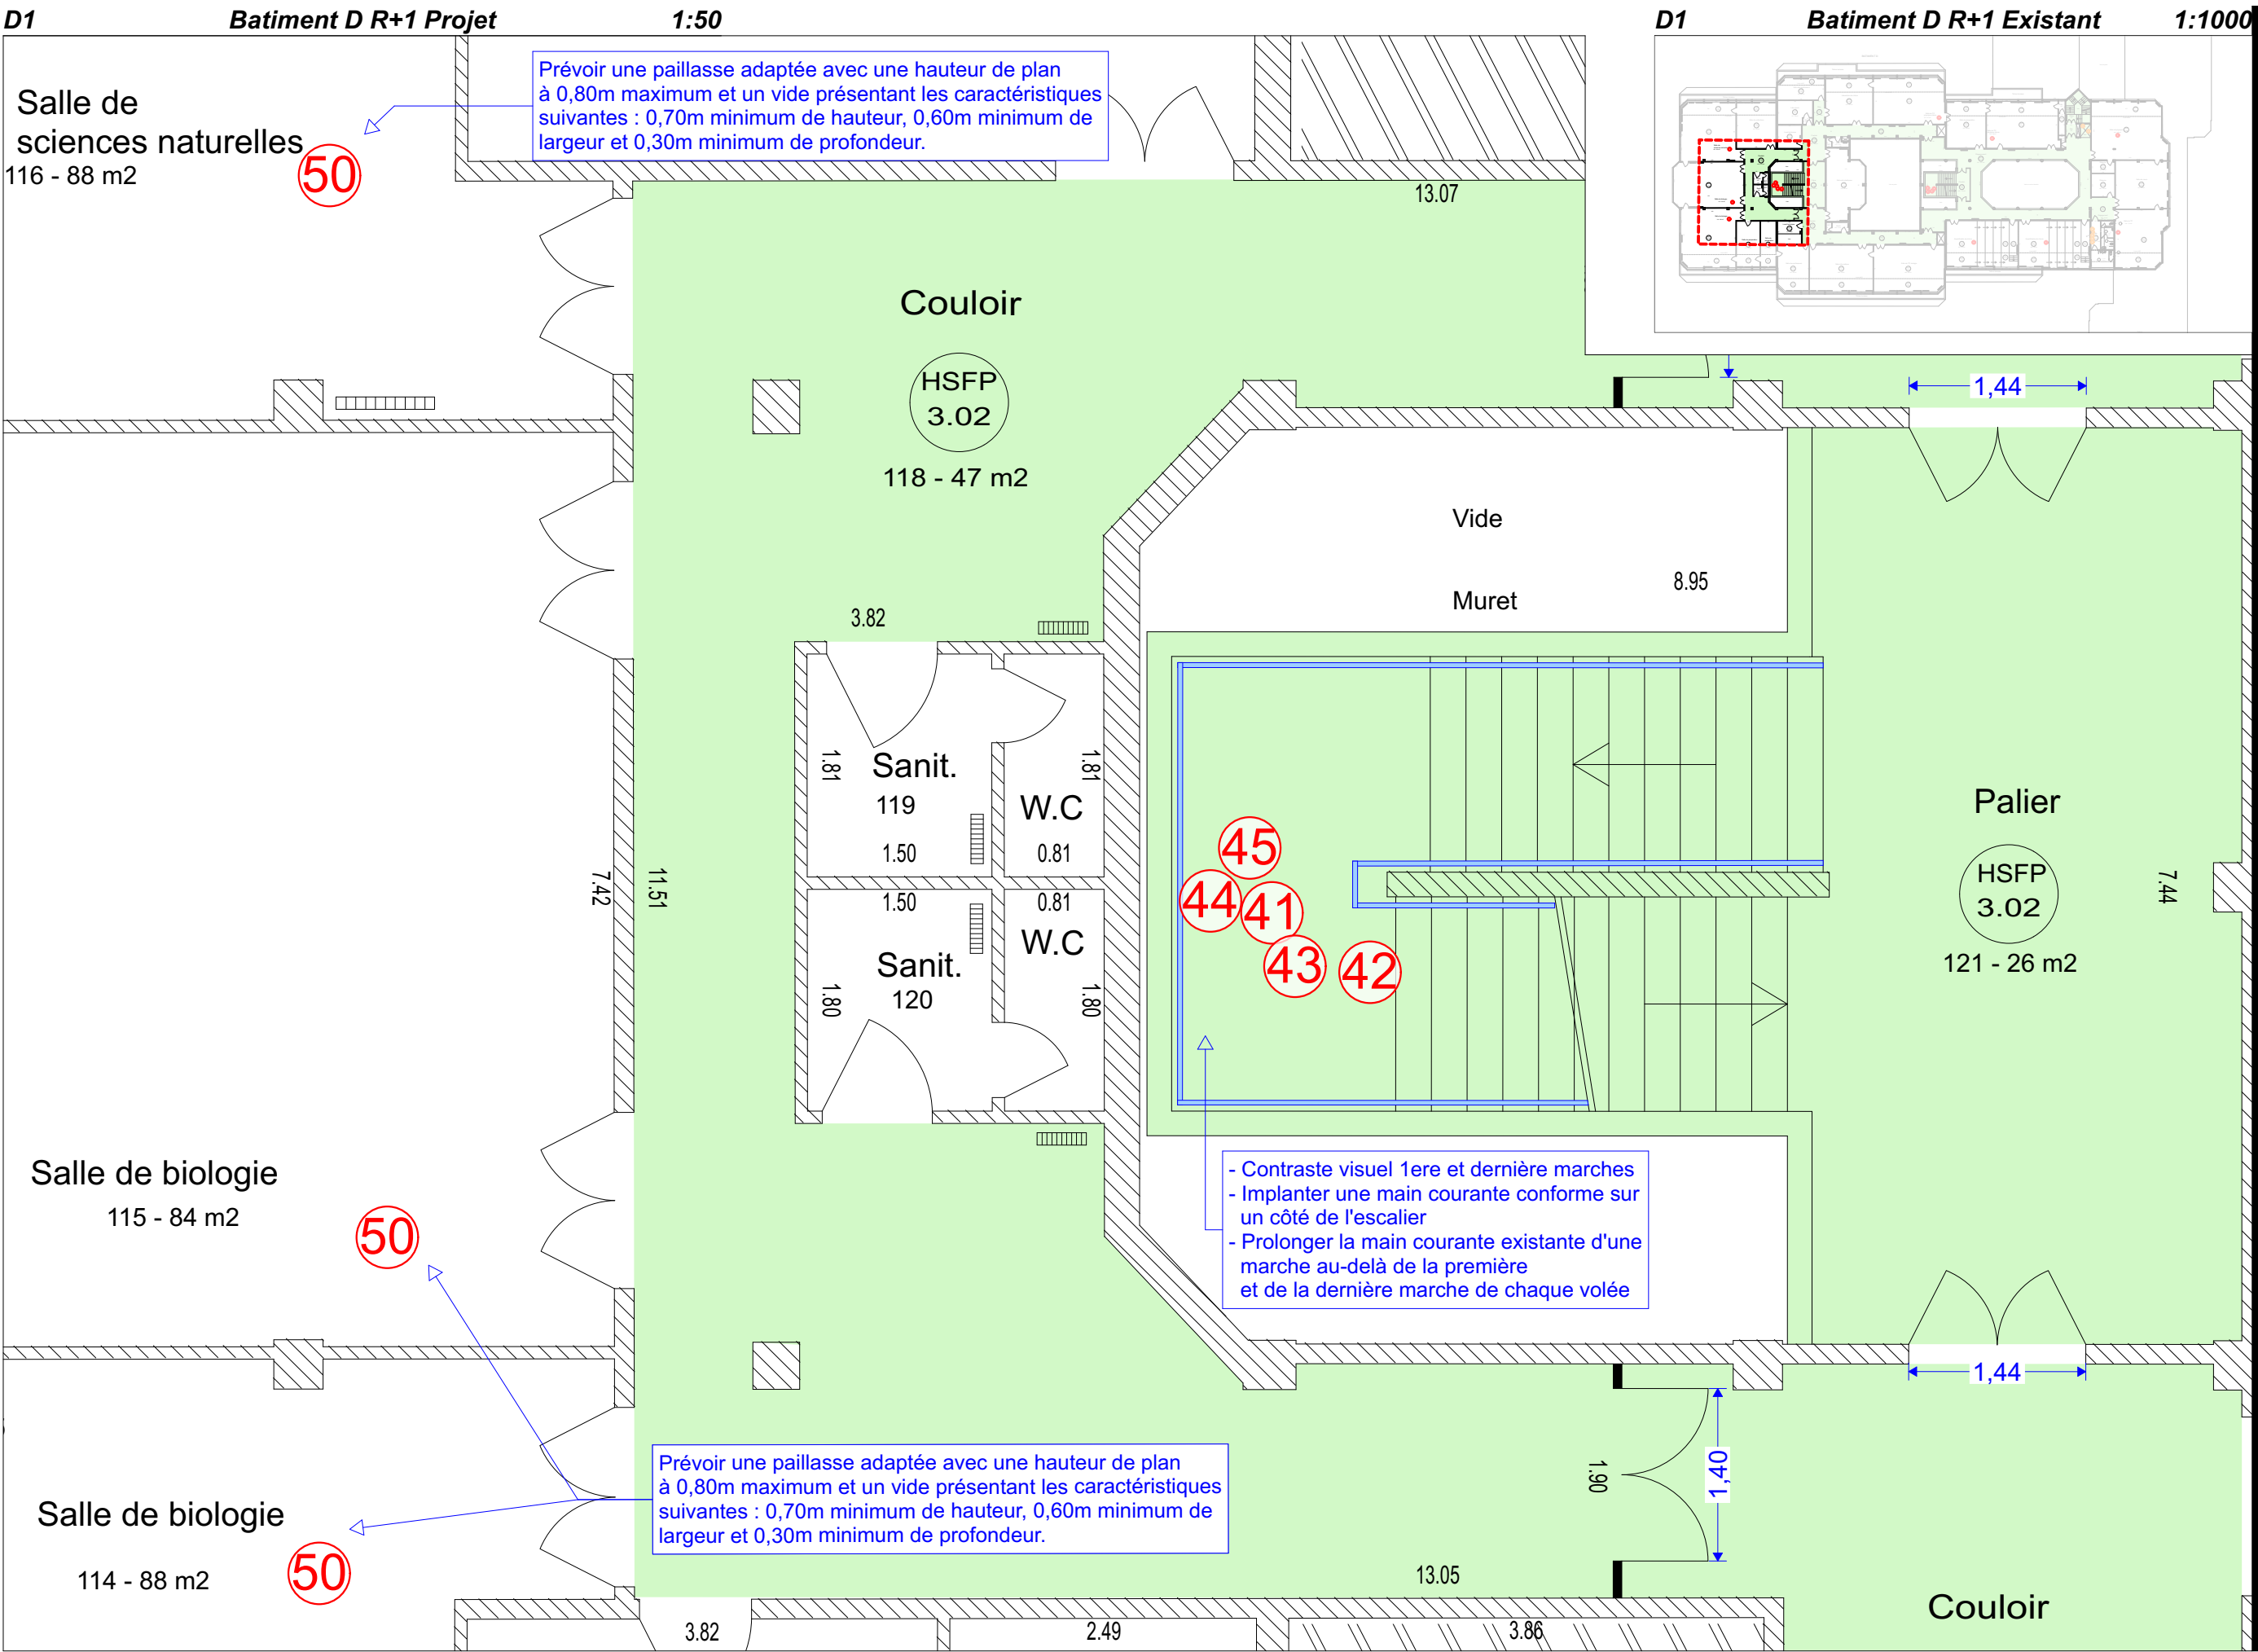 D1 Batiment D R+1 Projet 1:50
D1 Batiment D R+1 Existant 1:1000
Prévoir une paillasse adaptée avec une hauteur de plan
à 0,80m maximum et un vide présentant les caractéristiques
suivantes : 0,70m minimum de hauteur, 0,60m minimum de
largeur et 0,30m minimum de profondeur.
Salle de
sciences naturelles
116 - 88 m2
50
13.07
Couloir
HSFP
3.02
118 - 47 m2
1,44
Vide
8.95
Muret
3.82
1.81
Sanit.
119
1.81
W.C
1.50
0.81
7.42
11.51
1.50
0.81
W.C
Sanit.
120
1.80
1.80
45
44
41
43
42
Palier
HSFP
3.02
121 - 26 m2
7.44
- Contraste visuel 1ere et dernière marches
- Implanter une main courante conforme sur
un côté de l'escalier
- Prolonger la main courante existante d'une
marche au-delà de la première
et de la dernière marche de chaque volée
Salle de biologie
115 - 84 m2
50
1,44
1.90
1,40
Prévoir une paillasse adaptée avec une hauteur de plan
à 0,80m maximum et un vide présentant les caractéristiques
suivantes : 0,70m minimum de hauteur, 0,60m minimum de
largeur et 0,30m minimum de profondeur.
Salle de biologie
114 - 88 m2
50
13.05
Couloir
3.82
2.49
3.86